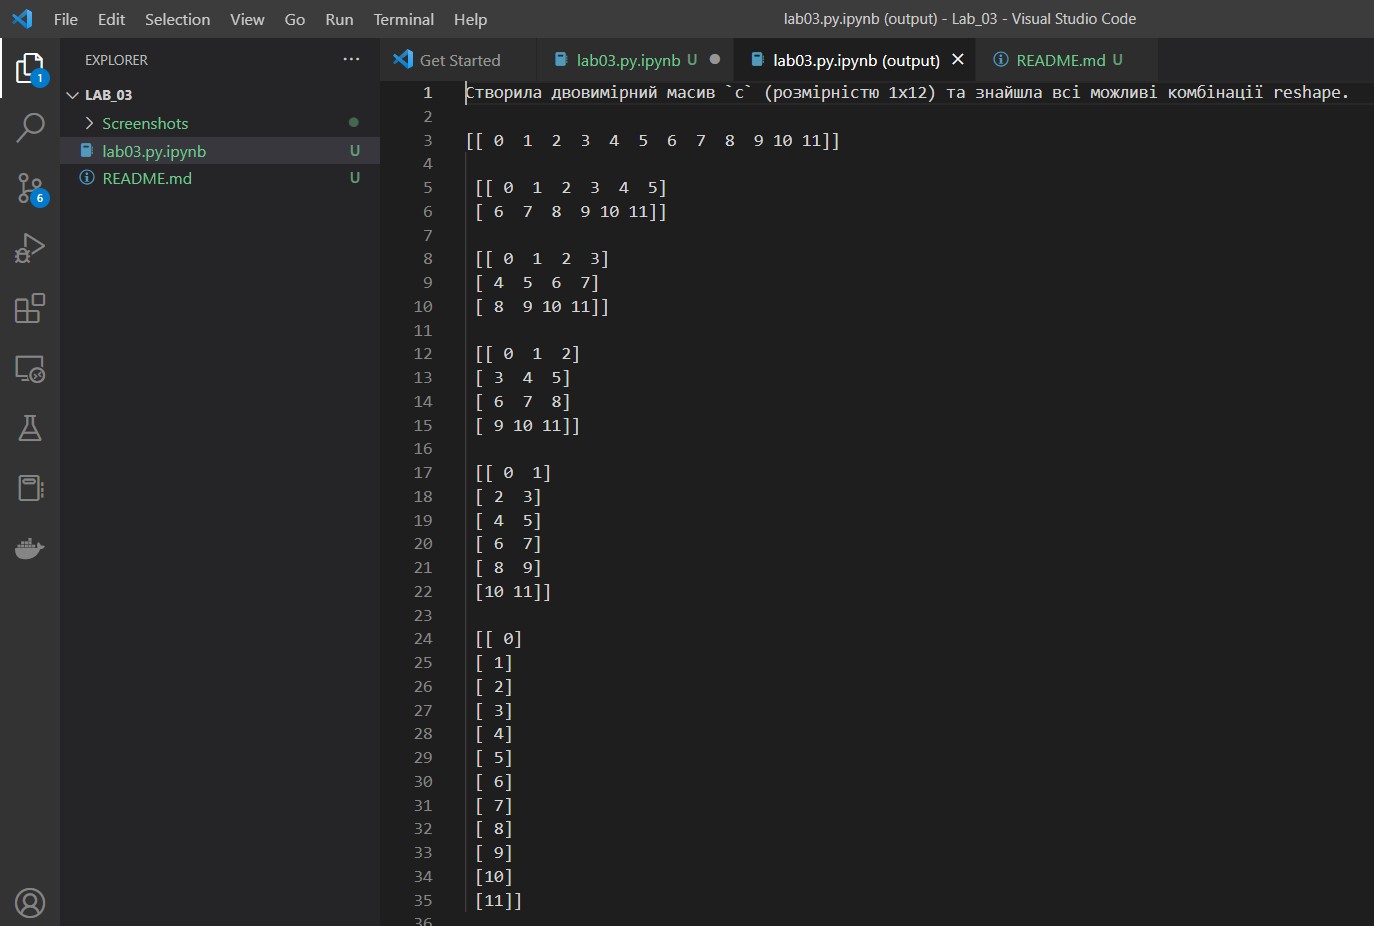 File Edit Selection View Go Run Terminal Help lab03.py.ipynb (output) - Lab_03 - Visual Studio Code
EXPLORER ···
LAB_03
Screenshots
lab03.py.ipynb U
README.md U
1
6
Get Started lab03.py.ipynb U lab03.py.ipynb (output) README.md U
1 Створила двовимірний масив `c` (розмірністю 1x12) та знайшла всі можливі комбінації reshape.
2
3 [[ 0  1  2  3  4  5  6  7  8  9 10 11]]
4
5 [[ 0  1  2  3  4  5]
6 [ 6  7  8  9 10 11]]
7
8 [[ 0  1  2  3]
9 [ 4  5  6  7]
10 [ 8  9 10 11]]
11
12 [[ 0  1  2]
13 [ 3  4  5]
14 [ 6  7  8]
15 [ 9 10 11]]
16
17 [[ 0  1]
18 [ 2  3]
19 [ 4  5]
20 [ 6  7]
21 [ 8  9]
22 [10 11]]
23
24 [[ 0]
25 [ 1]
26 [ 2]
27 [ 3]
28 [ 4]
29 [ 5]
30 [ 6]
31 [ 7]
32 [ 8]
33 [ 9]
34 [10]
35 [11]]
36